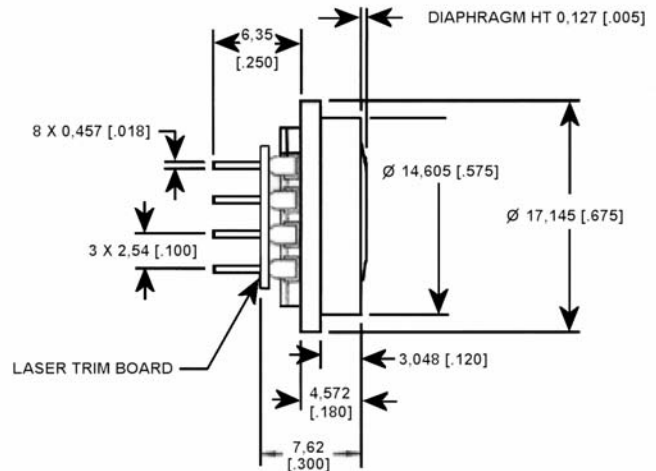 6,35
[.250]
DIAPHRAGM HT 0,127 [.005]
8 X 0,457 [.018]
Ø 14,605 [.575]
Ø 17,145 [.675]
3 X 2,54 [.100]
LASER TRIM BOARD
3,048 [.120]
4,572
[.180]
7,62
[.300]